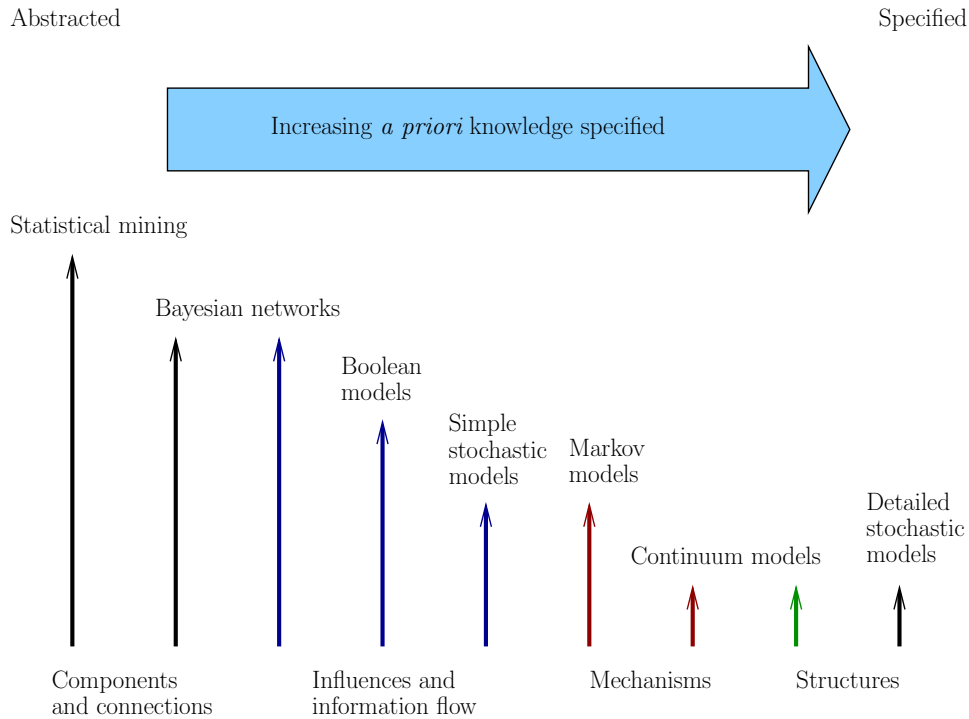 Abstracted
Specified
Increasing a priori knowledge specified
Statistical mining
Bayesian networks
Boolean
models
Simple
stochastic
models
Markov
models
Continuum models
Detailed
stochastic
models
Components
and connections
Influences and
information flow
Mechanisms
Structures